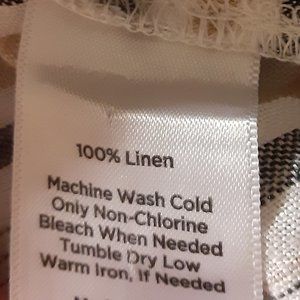 100% Linen
Machine Wash Cold
Only Non-Chlorine
Bleach When Needed
Tumble Dry Low
Warm Iron, If Needed